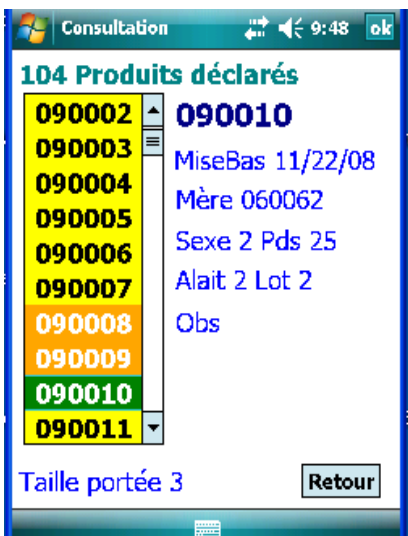 Consultation 9:48 ok
104 Produits déclarés
090002
090003
090004
090005
090006
090007
090008
090009
090010
090011
090010
MiseBas 11/22/08
Mère 060062
Sexe 2 Pds 25
Alait 2 Lot 2
Obs
Taille portée 3
Retour